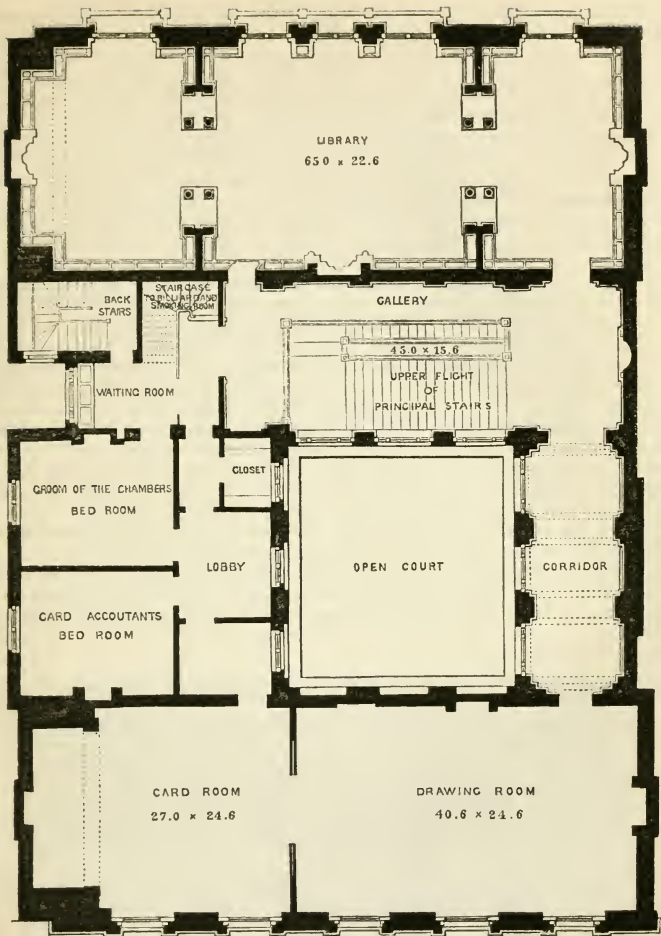 LIBRARY
65 0 × 22.6
BACK
STAIRS
STAIRCASE
TO BILLIARD AND
SMOKING ROOM
GALLERY
45.0 × 15.6
UPPER FLIGHT
OF
PRINCIPAL STAIRS
WAITING ROOM
CLOSET
GROOM OF THE CHAMBERS
BED ROOM
LOBBY
OPEN COURT
CORRIDOR
CARD ACCOUTANTS
BED ROOM
CARD ROOM
27.0 × 24.6
DRAWING ROOM
40.6 × 24.6